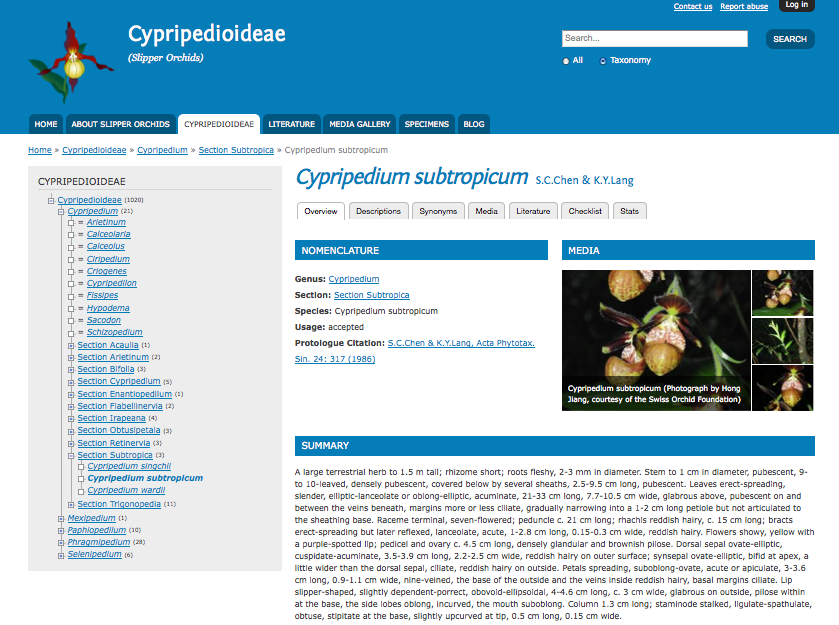 Contact us Report abuse Log in
Cypripedioideae
(Slipper Orchids)
Search...
SEARCH
All Taxonomy
HOME ABOUT SLIPPER ORCHIDS CYPRIPEDIOIDEAE LITERATURE MEDIA GALLERY SPECIMENS BLOG
Home » Cypripedioideae » Cypripedium » Section Subtropica » Cypripedium subtropicum
CYPRIPEDIOIDEAE
Cypripedioideae (1020)
Cypripedium (21)
= Arietinum
= Calceolaria
= Calceolus
= Ciripedium
= Criogenes
= Cypripedilon
= Fissipes
= Hypodema
= Sacodon
= Schizopedium
Section Acaulia (1)
Section Arietinum (2)
Section Bifolia (3)
Section Cypripedium (5)
Section Enantiopedilum (1)
Section Flabellinervia (2)
Section Irapeana (4)
Section Obtusipetala (3)
Section Retinervia (3)
Section Subtropica (3)
Cypripedium singchii
Cypripedium subtropicum
Cypripedium wardii
Section Trigonopedia (11)
Mexipedium (1)
Paphiopedilum (10)
Phragmipedium (28)
Selenipedium (6)
Cypripedium subtropicum S.C.Chen & K.Y.Lang
Overview Descriptions Synonyms Media Literature Checklist Stats
NOMENCLATURE
Genus: Cypripedium
Section: Section Subtropica
Species: Cypripedium subtropicum
Usage: accepted
Protologue Citation: S.C.Chen & K.Y.Lang, Acta Phytotax.
Sin. 24: 317 (1986)
MEDIA
Cypripedium subtropicum (Photograph by Hong
Jiang, courtesy of the Swiss Orchid Foundation)
SUMMARY
A large terrestrial herb to 1.5 m tall; rhizome short; roots fleshy, 2-3 mm in diameter. Stem to 1 cm in diameter, pubescent, 9-
to 10-leaved, densely pubescent, covered below by several sheaths, 2.5-9.5 cm long, pubescent. Leaves erect-spreading,
slender, elliptic-lanceolate or oblong-elliptic, acuminate, 21-33 cm long, 7.7-10.5 cm wide, glabrous above, pubescent on and
between the veins beneath, margins more or less ciliate, gradually narrowing into a 1-2 cm long petiole but not articulated to
the sheathing base. Raceme terminal, seven-flowered; peduncle c. 21 cm long; rhachis reddish hairy, c. 15 cm long; bracts
erect-spreading but later reflexed, lanceolate, acute, 1-2.8 cm long, 0.15-0.3 cm wide, reddish hairy. Flowers showy, yellow with
a purple-spotted lip; pedicel and ovary c. 4.5 cm long, densely glandular and brownish pilose. Dorsal sepal ovate-elliptic,
cuspidate-acuminate, 3.5-3.9 cm long, 2.2-2.5 cm wide, reddish hairy on outer surface; synsepal ovate-elliptic, bifid at apex, a
little wider than the dorsal sepal, ciliate, reddish hairy on outside. Petals spreading, suboblong-ovate, acute or apiculate, 3-3.6
cm long, 0.9-1.1 cm wide, nine-veined, the base of the outside and the veins inside reddish hairy, basal margins ciliate. Lip
slipper-shaped, slightly dependent-porrect, obovoid-ellipsoidal, 4-4.6 cm long, c. 3 cm wide, glabrous on outside, pilose within
at the base, the side lobes oblong, incurved, the mouth suboblong. Column 1.3 cm long; staminode stalked, ligulate-spathulate,
obtuse, stipitate at the base, slightly upcurved at tip, 0.5 cm long, 0.15 cm wide.